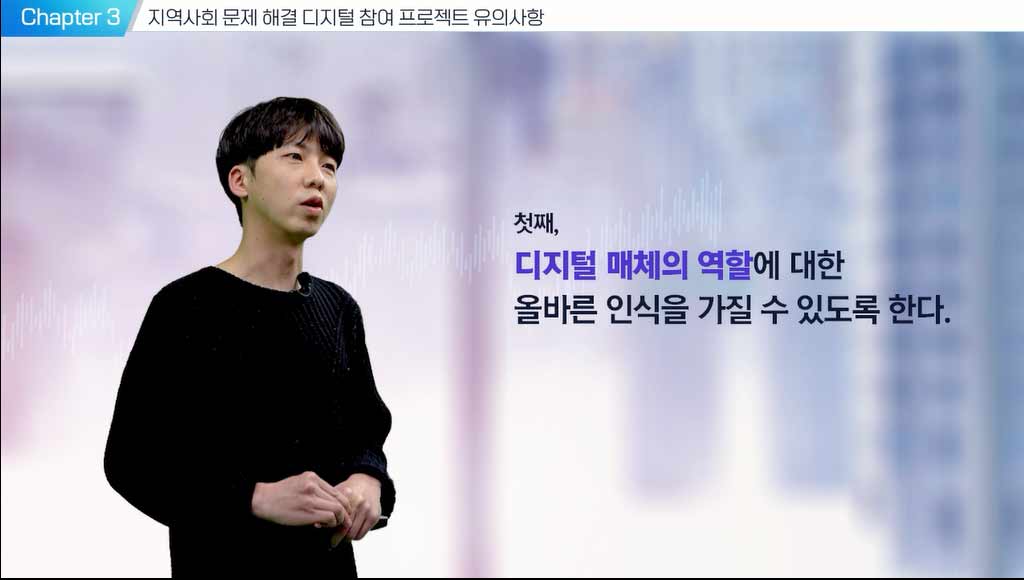 Chapter 3
지역사회 문제 해결 디지털 참여 프로젝트 유의사항
첫째,
디지털 매체의 역할에 대한
올바른 인식을 가질 수 있도록 한다.